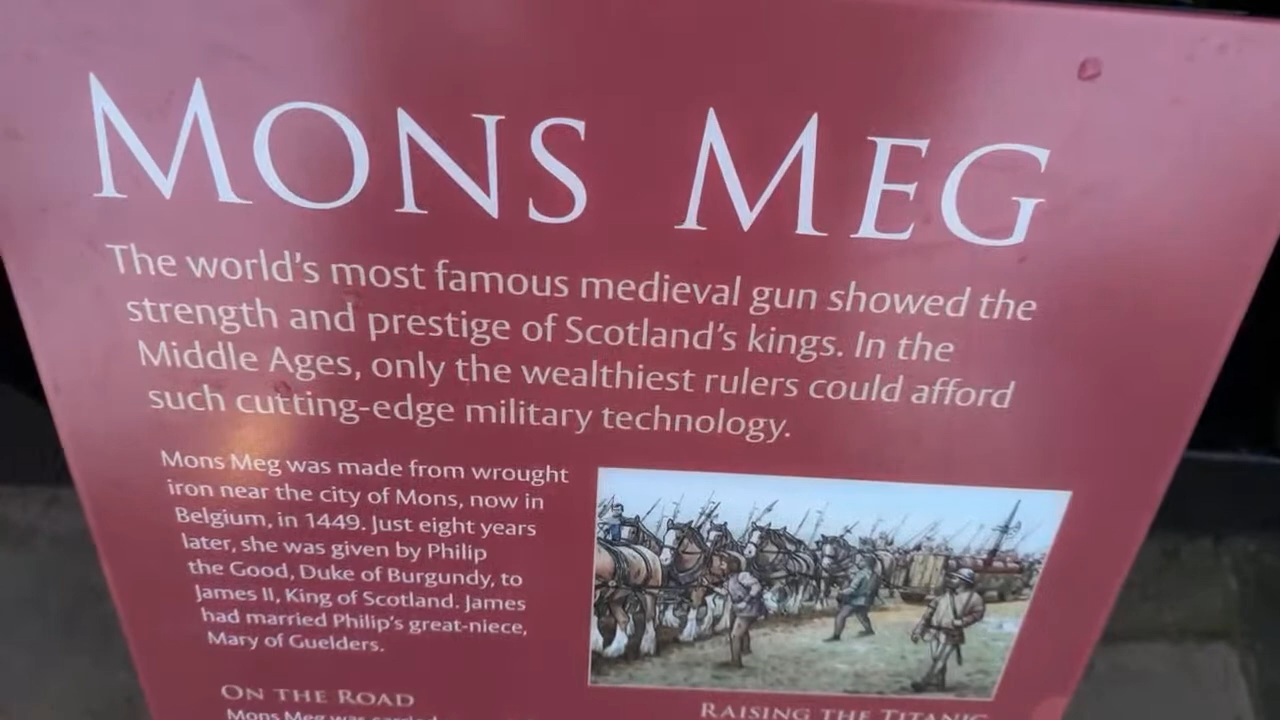 MONS MEG
The world's most famous medieval gun showed the
strength and prestige of Scotland's kings. In the
Middle Ages, only the wealthiest rulers could afford
such cutting-edge military technology.
Mons Meg was made from wrought
iron near the city of Mons, now in
Belgium, in 1449. Just eight years
later, she was given by Philip
the Good, Duke of Burgundy, to
James II, King of Scotland. James
had married Philip's great-niece,
Mary of Guelders.
ON THE ROAD
Mons Meg was
RAISING THE TITANIC